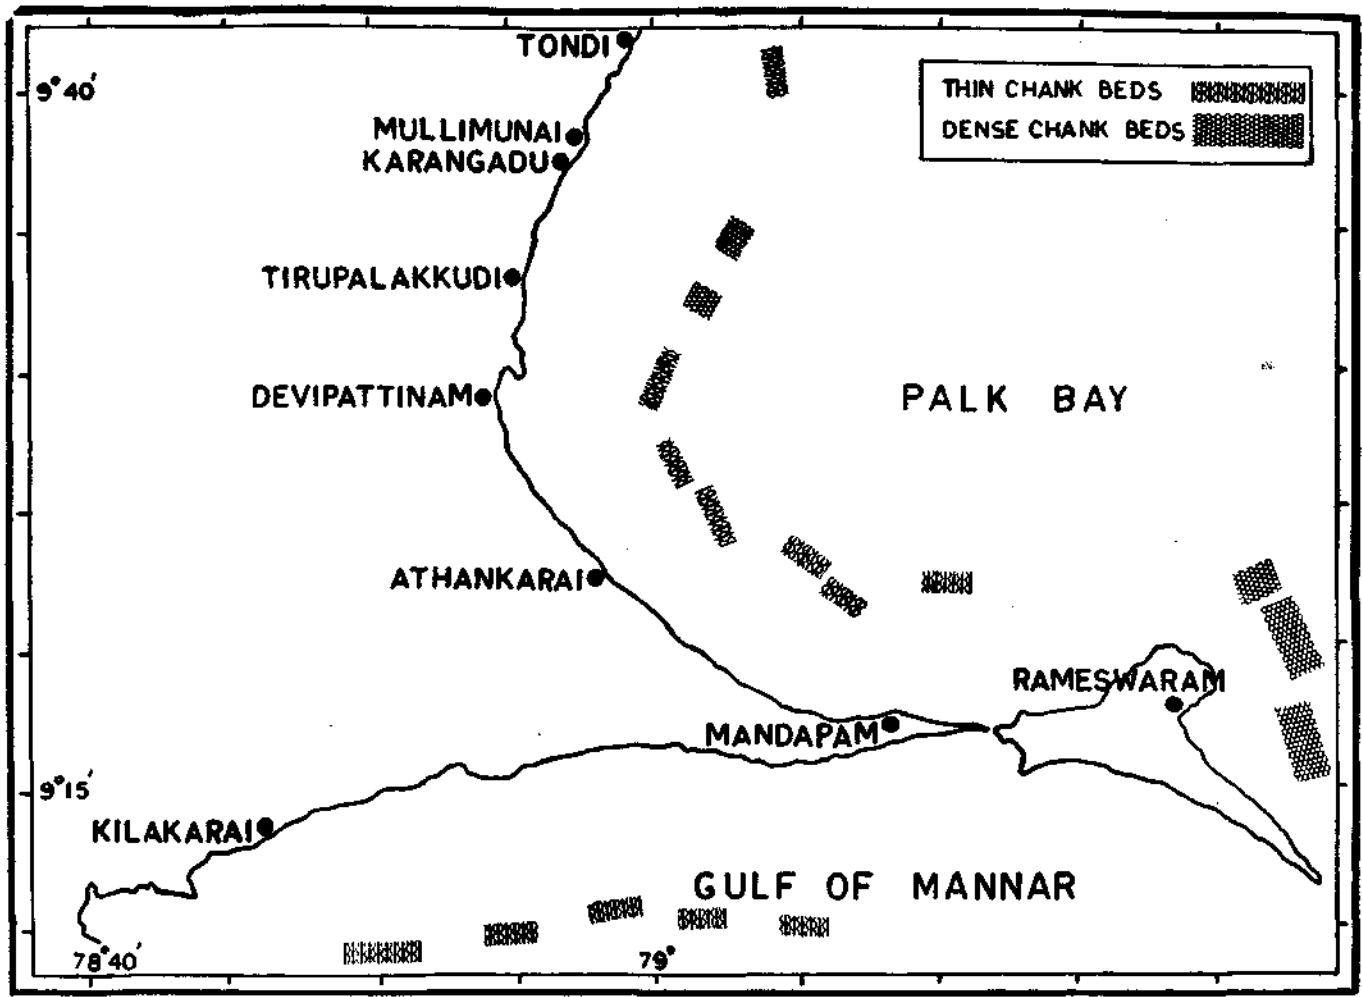 TONDI
9°40'
THIN CHANK BEDS
DENSE CHANK BEDS
MULLIMUNAI
KARANGADU
TIRUPALAKKUDI
DEVIPATTINAM
PALK BAY
ATHANKARAI
RAMESWARAM
MANDAPAM
9°15'
KILAKARAI
GULF OF MANNAR
78°40'
79°